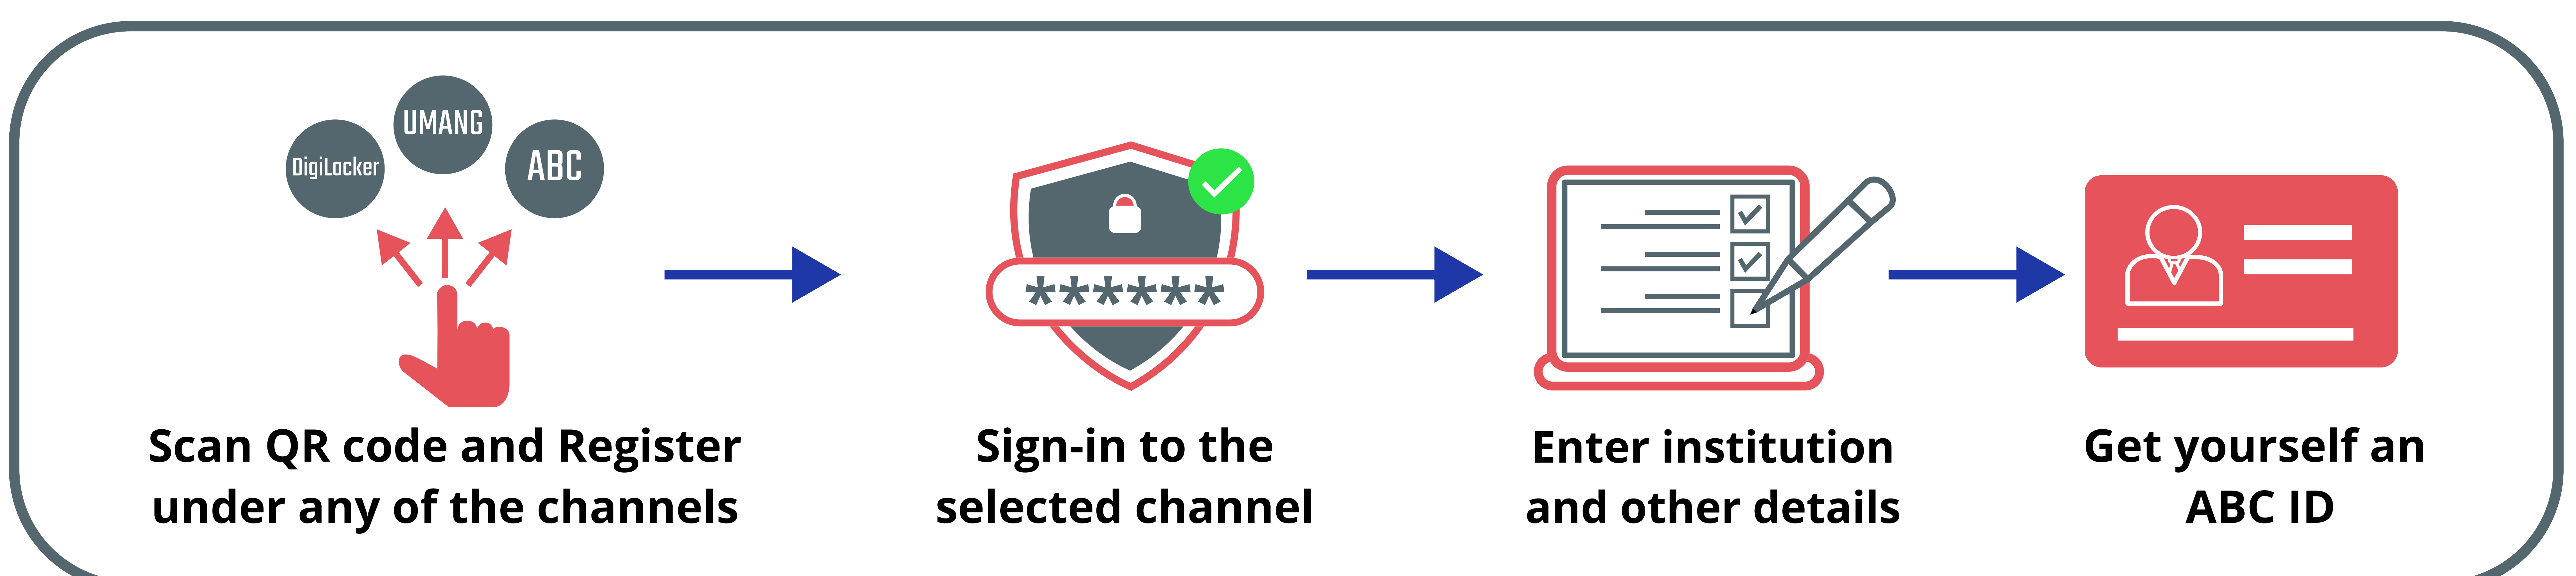 DigiLocker
UMANG
ABC
******
Scan QR code and Register
under any of the channels
Sign-in to the
selected channel
Enter institution
and other details
Get yourself an
ABC ID